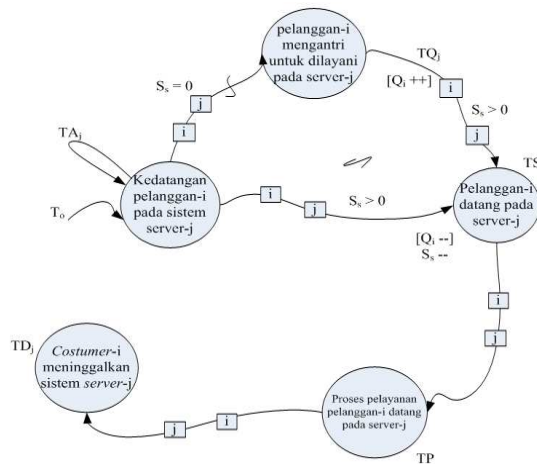 pelanggan-i
mengantri
untuk dilayani
pada server-j
TQj
[Qi ++]
i
Ss = 0
j
i
Ss > 0
j
TAj
To
Kedatangan
pelanggan-i
pada sistem
server-j
i
j
Ss > 0
TS
Pelanggan-i
datang pada
server-j
[Qi --]
Ss --
i
j
TDj
Costumer-i
meninggalkan
sistem server-j
j
i
Proses pelayanan
pelanggan-i datang
pada server-j
TP